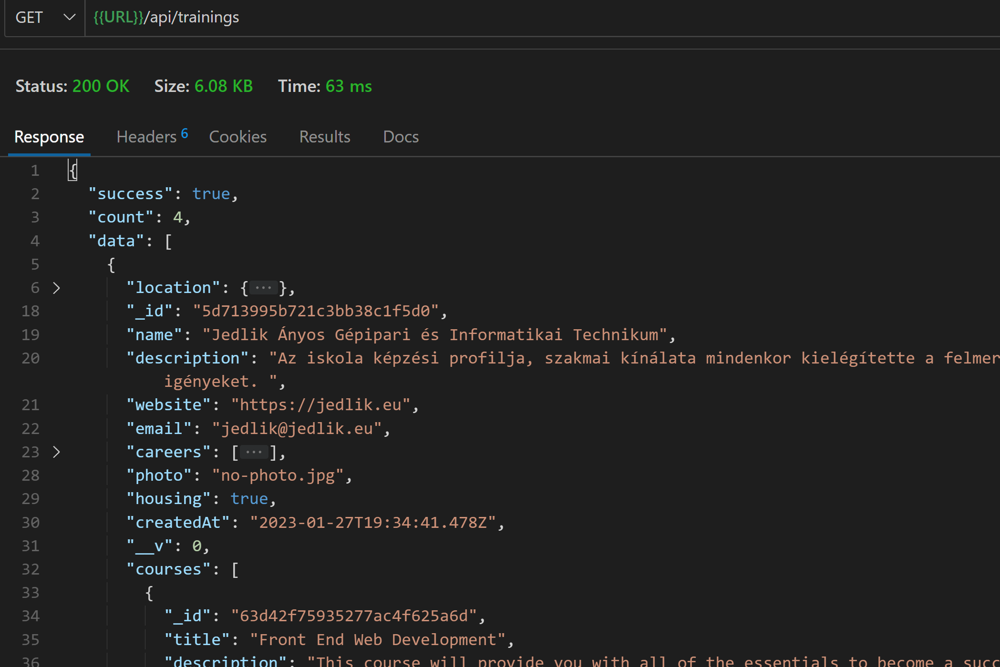 GET {{URL}}/api/trainings
Status: 200 OK Size: 6.08 KB Time: 63 ms
Response Headers 6 Cookies Results Docs
1 {
2 "success": true,
3 "count": 4,
4 "data": [
5 {
6 "location": {···},
18 "_id": "5d713995b721c3bb38c1f5d0",
19 "name": "Jedlik Ányos Gépipari és Informatikai Technikum",
20 "description": "Az iskola képzési profilja, szakmai kínálata mindenkor kielégítette a felmer
igényeket. ",
21 "website": "https://jedlik.eu",
22 "email": "jedlik@jedlik.eu",
23 "careers": [···],
28 "photo": "no-photo.jpg",
29 "housing": true,
30 "createdAt": "2023-01-27T19:34:41.478Z",
31 "__v": 0,
32 "courses": [
33 {
34 "_id": "63d42f75935277ac4f625a6d",
35 "title": "Front End Web Development",
36 "description": "This course will provide you with all of the essentials to become a succ